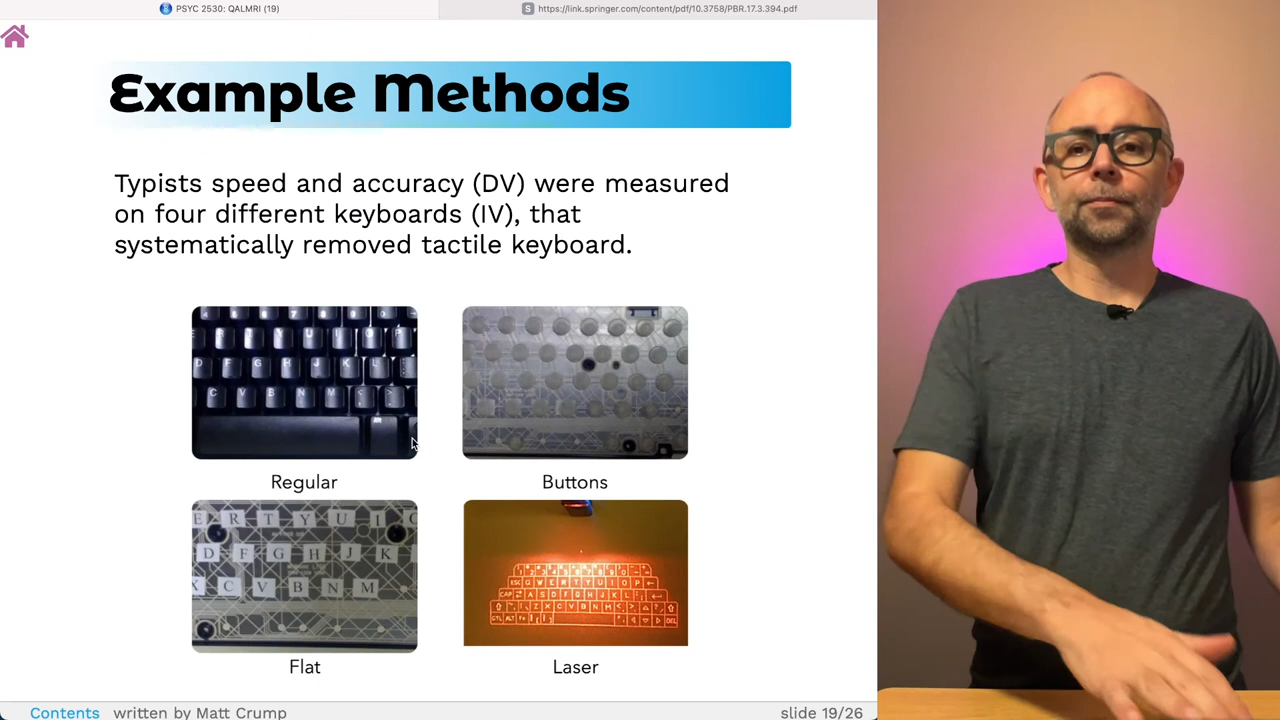 PSYC 2530: QALMRI (19)
S https://link.springer.com/content/pdf/10.3758/PBR.17.3.394.pdf
Example Methods
Typists speed and accuracy (DV) were measured
on four different keyboards (IV), that
systematically removed tactile keyboard.
Regular
Buttons
E R T Y U I O
D F G H J K
X C V B N M
Flat
Laser
Contents written by Matt Crump
slide 19/26